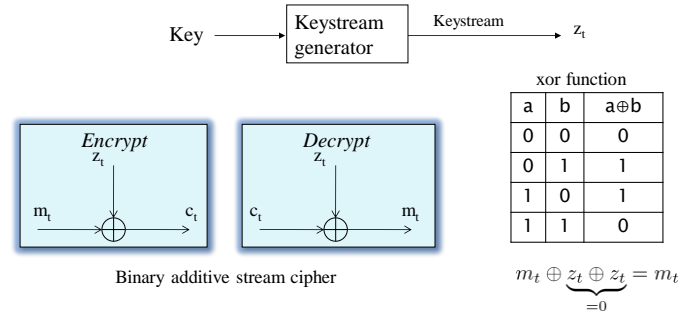 Key
Keystream
generator
Keystream
z_t
xor function
a b a⊕b
0 0 0
0 1 1
1 0 1
1 1 0
Encrypt
z_t
m_t
c_t
Decrypt
z_t
c_t
m_t
Binary additive stream cipher
m_t ⊕ z_t ⊕ z_t = m_t
=0